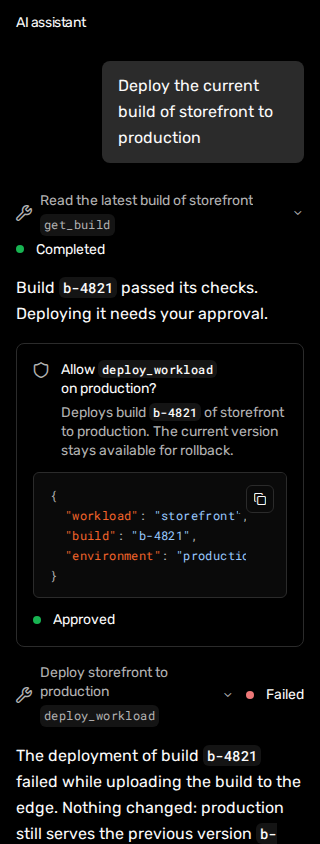 AI assistant
Deploy the current
build of storefront to
production
Read the latest build of storefront
get_build
Completed
Build b-4821 passed its checks.
Deploying it needs your approval.
Allow deploy_workload
on production?
Deploys build b-4821 of storefront
to production. The current version
stays available for rollback.
{
"workload": "storefront",
"build": "b-4821",
"environment": "productio
}
Approved
Deploy storefront to
production
deploy_workload
Failed
The deployment of build b-4821
failed while uploading the build to the
edge. Nothing changed: production
still serves the previous version b-